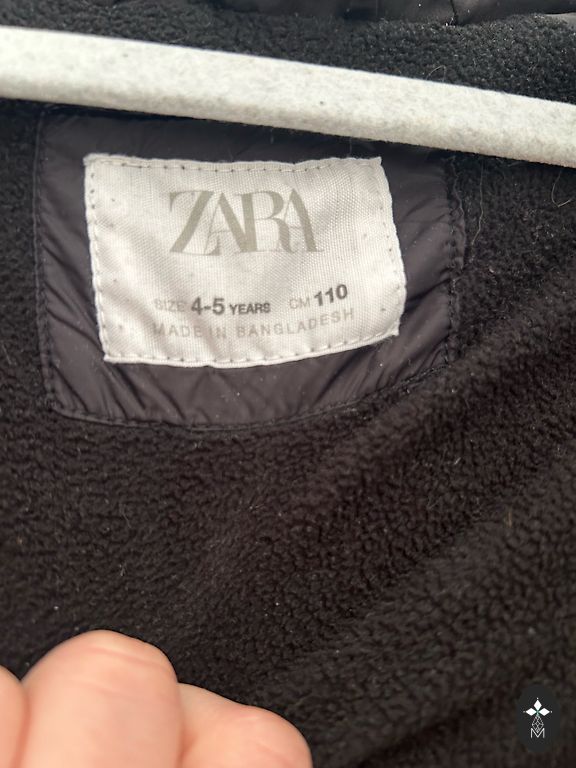 ZARA
SIZE 4-5 YEARS CM 110
MADE IN BANGLADESH